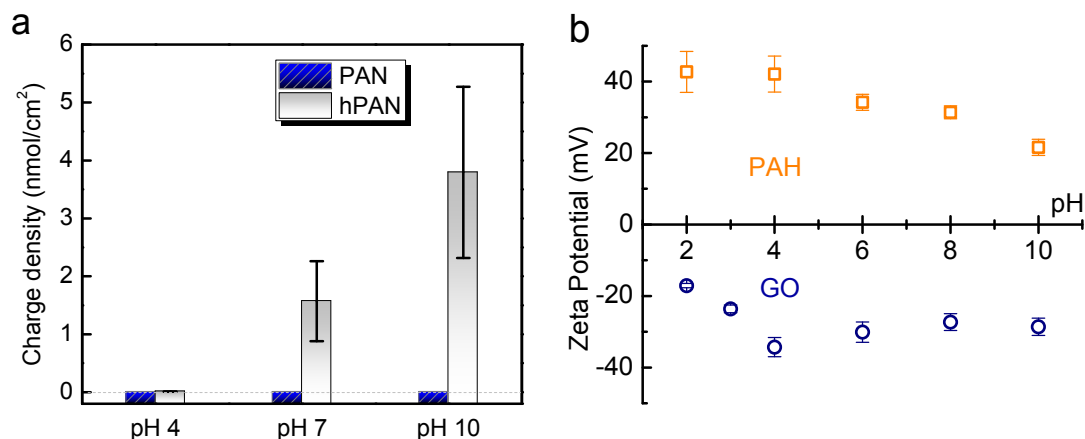 a
6
5
4
3
2
1
0
Charge density (nmol/cm²)
PAN
hPAN
pH 4
pH 7
pH 10
b
40
20
0
-20
-40
Zeta Potential (mV)
PAH
pH
2
4
6
8
10
GO